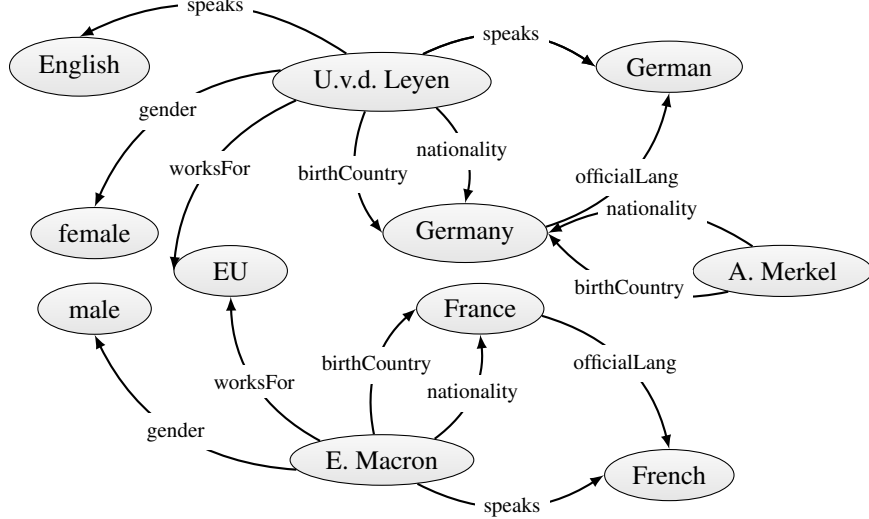 speaks
English
U.v.d. Leyen
speaks
German
gender
worksFor
birthCountry
nationality
officialLang
nationality
female
Germany
EU
A. Merkel
birthCountry
male
France
birthCountry
officialLang
worksFor
nationality
gender
E. Macron
French
speaks